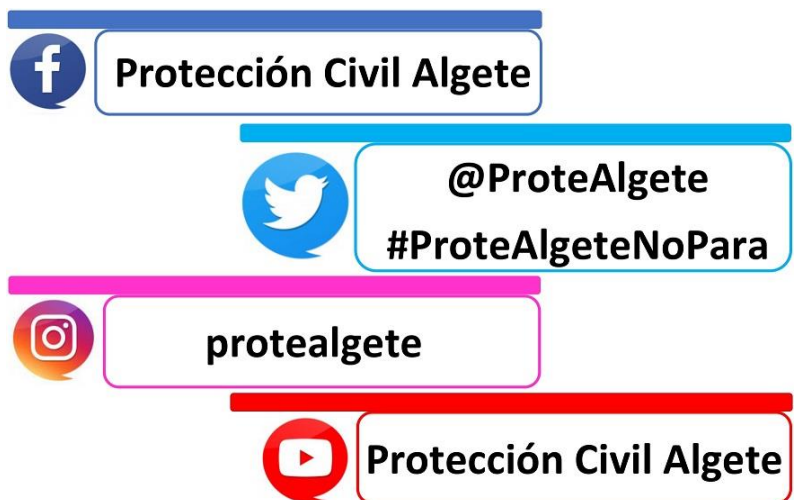 Protección Civil Algete
@ProteAlgete
#ProteAlgeteNoPara
protealgete
Protección Civil Algete